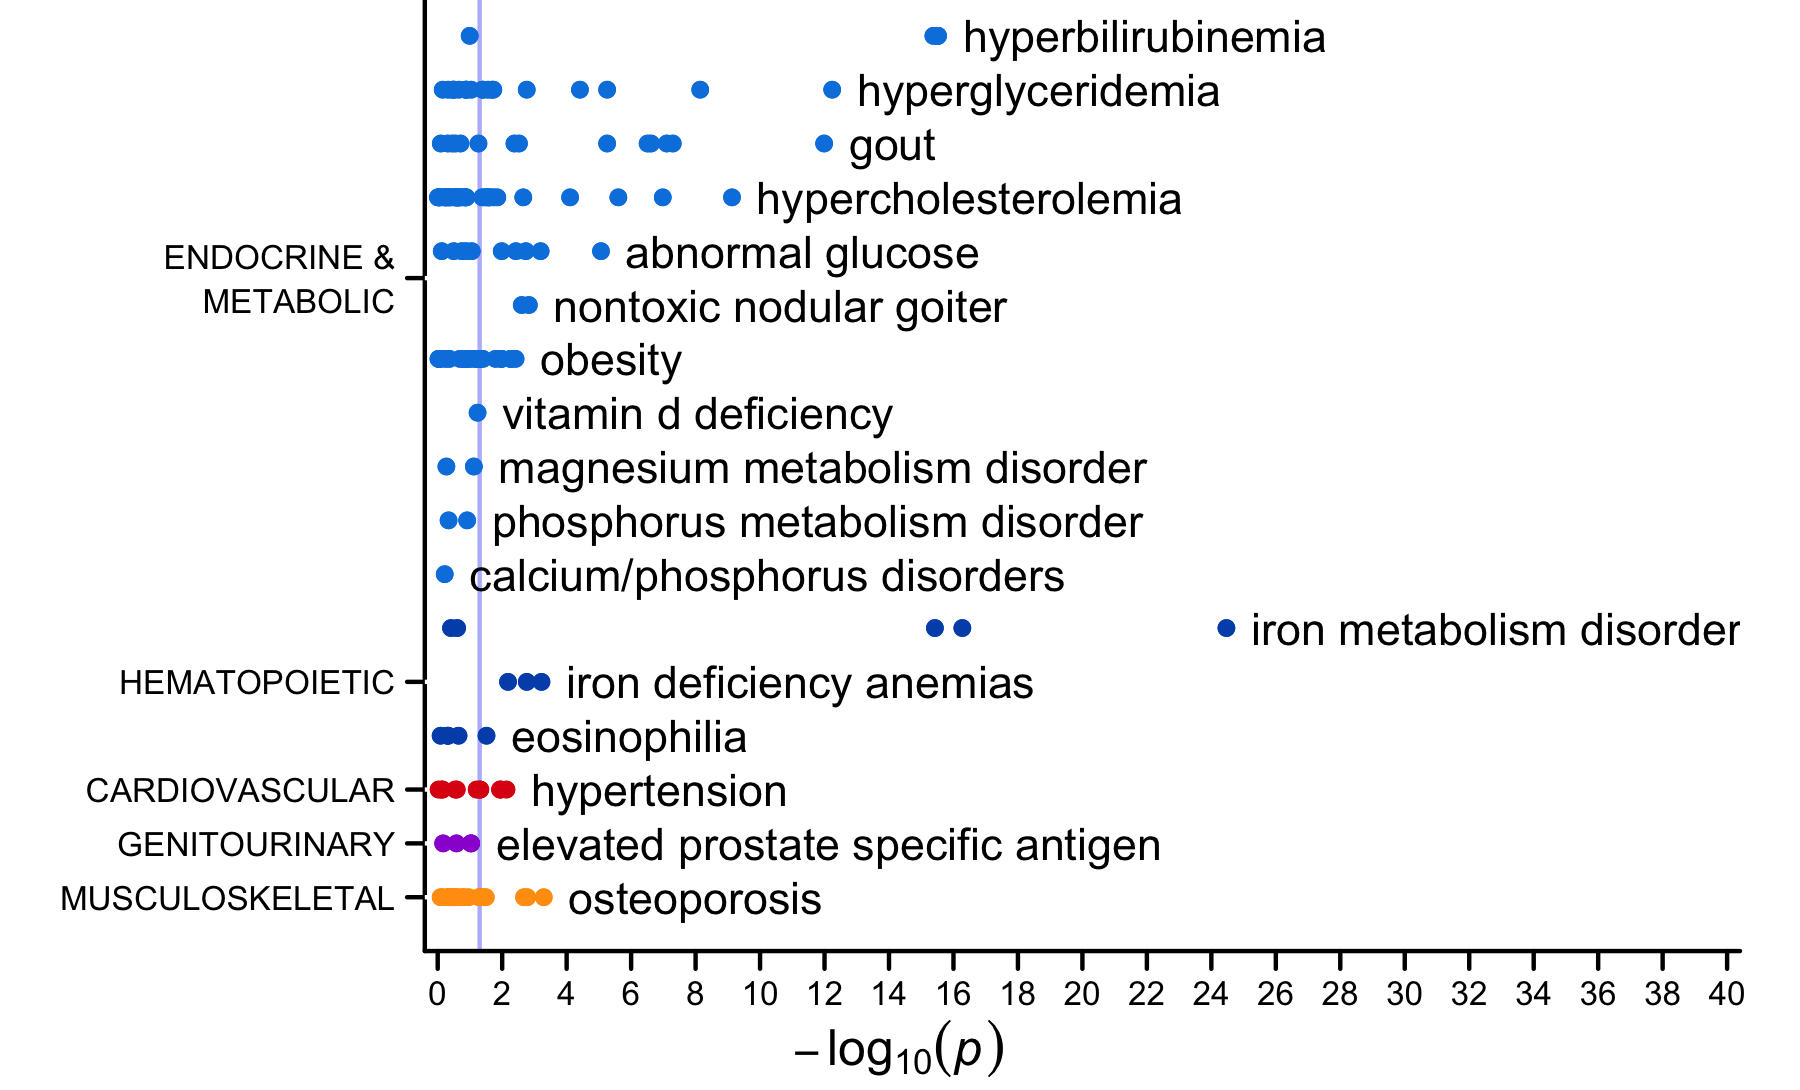 hyperbilirubinemia
hyperglyceridemia
gout
hypercholesterolemia
ENDOCRINE &
METABOLIC
abnormal glucose
nontoxic nodular goiter
obesity
vitamin d deficiency
magnesium metabolism disorder
phosphorus metabolism disorder
calcium/phosphorus disorders
iron metabolism disorder
HEMATOPOIETIC
iron deficiency anemias
eosinophilia
CARDIOVASCULAR
hypertension
GENITOURINARY
elevated prostate specific antigen
MUSCULOSKELETAL
osteoporosis
0 2 4 6 8 10 12 14 16 18 20 22 24 26 28 30 32 34 36 38 40
−log10(p)